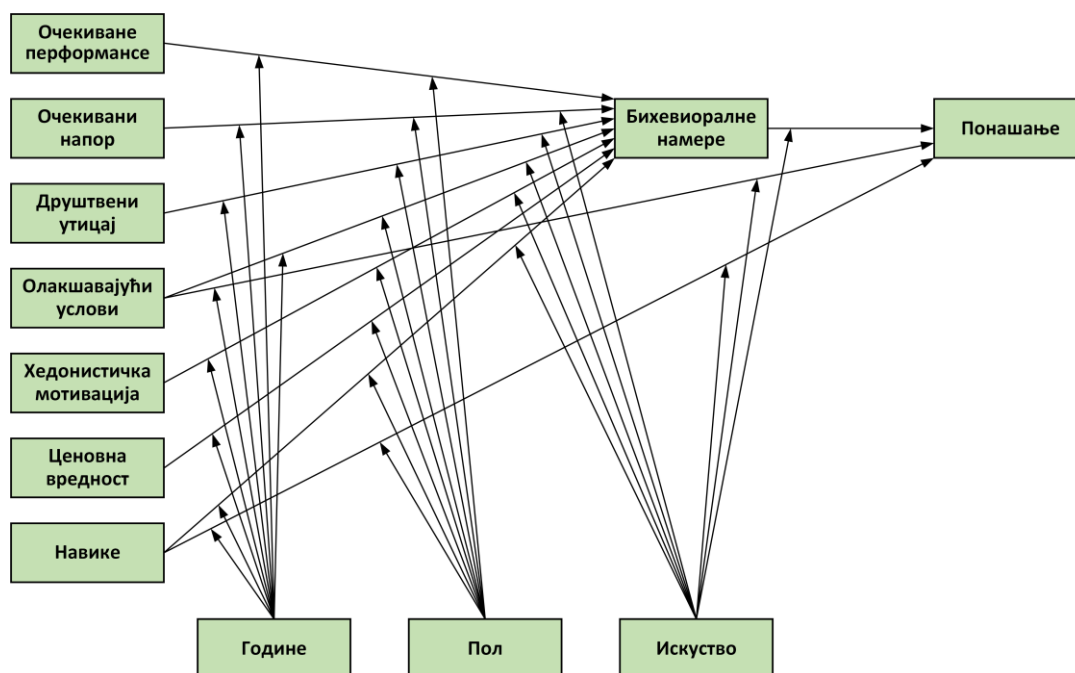 Очекиване
перформансе
Очекивани
напор
Бихевиоралне
намере
Понашање
Друштвени
утицај
Олакшавајући
услови
Хедонистичка
мотивација
Ценовна
вредност
Навике
Године
Пол
Искуство